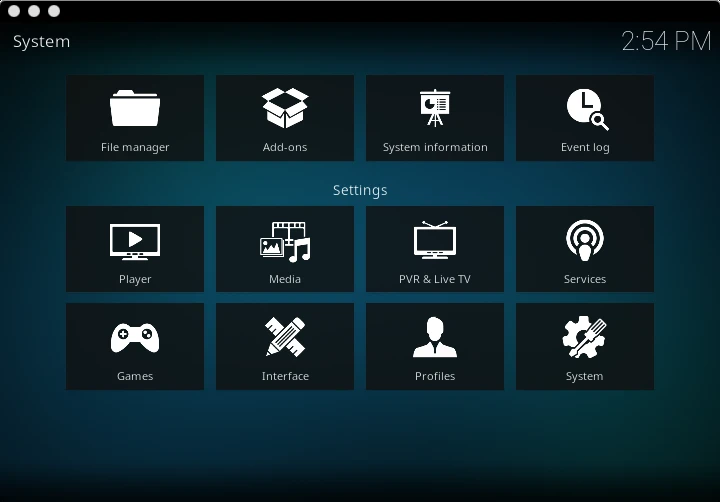 System
2:54 PM
File manager
Add-ons
System information
Event log
Settings
Player
Media
PVR & Live TV
Services
Games
Interface
Profiles
System